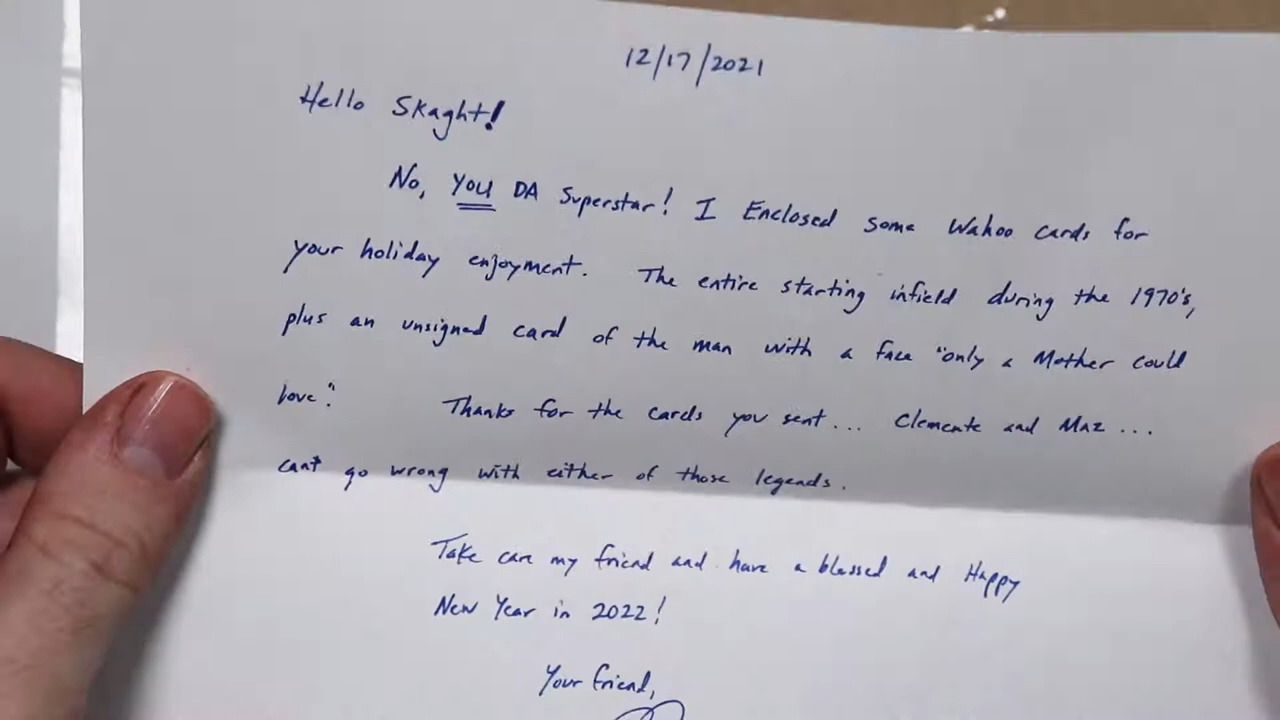 12/17/2021
Hello Skaght!
No, YOU DA Superstar! I Enclosed some Wahoo cards for
your holiday enjoyment. The entire starting infield during the 1970's,
plus an unsigned card of the man with a face "only a Mother could
love". Thanks for the cards you sent... Clemente and Maz...
can't go wrong with either of those legends.
Take care my friend and have a blessed and Happy
New Year in 2022!
Your friend,